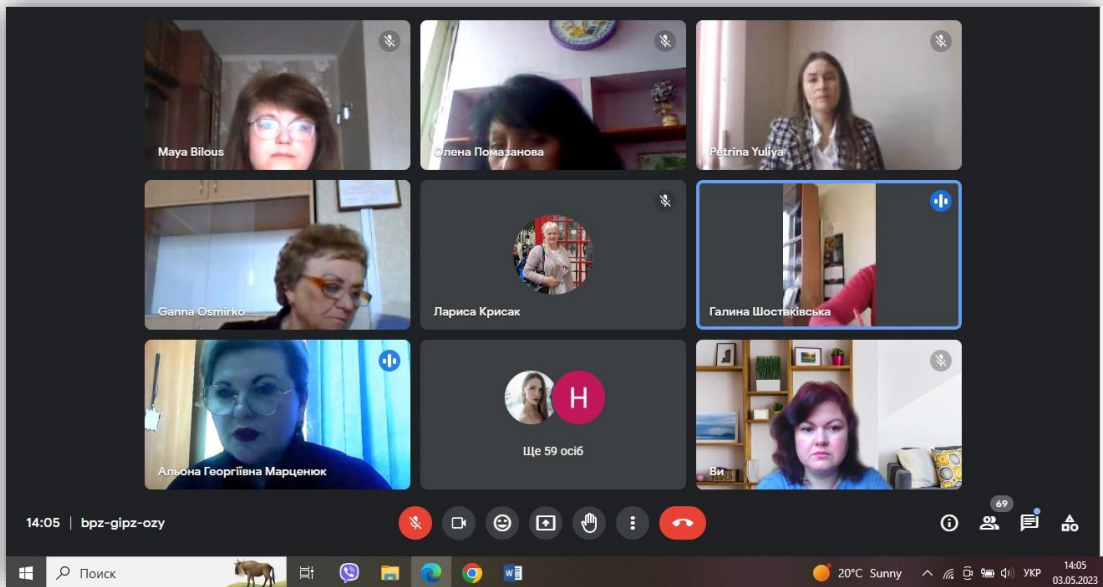 Maya Bilous
Олена Помазанова
Petrina Yuliya
Ganna Osmirko
Лариса Крисак
Галина Шостаківська
Альона Георгіївна Марценюк
H
Ще 59 осіб
Ви
14:05 | bpz-gipz-ozy
69
Поиск
20°C Sunny
УКР
14:05
03.05.2023